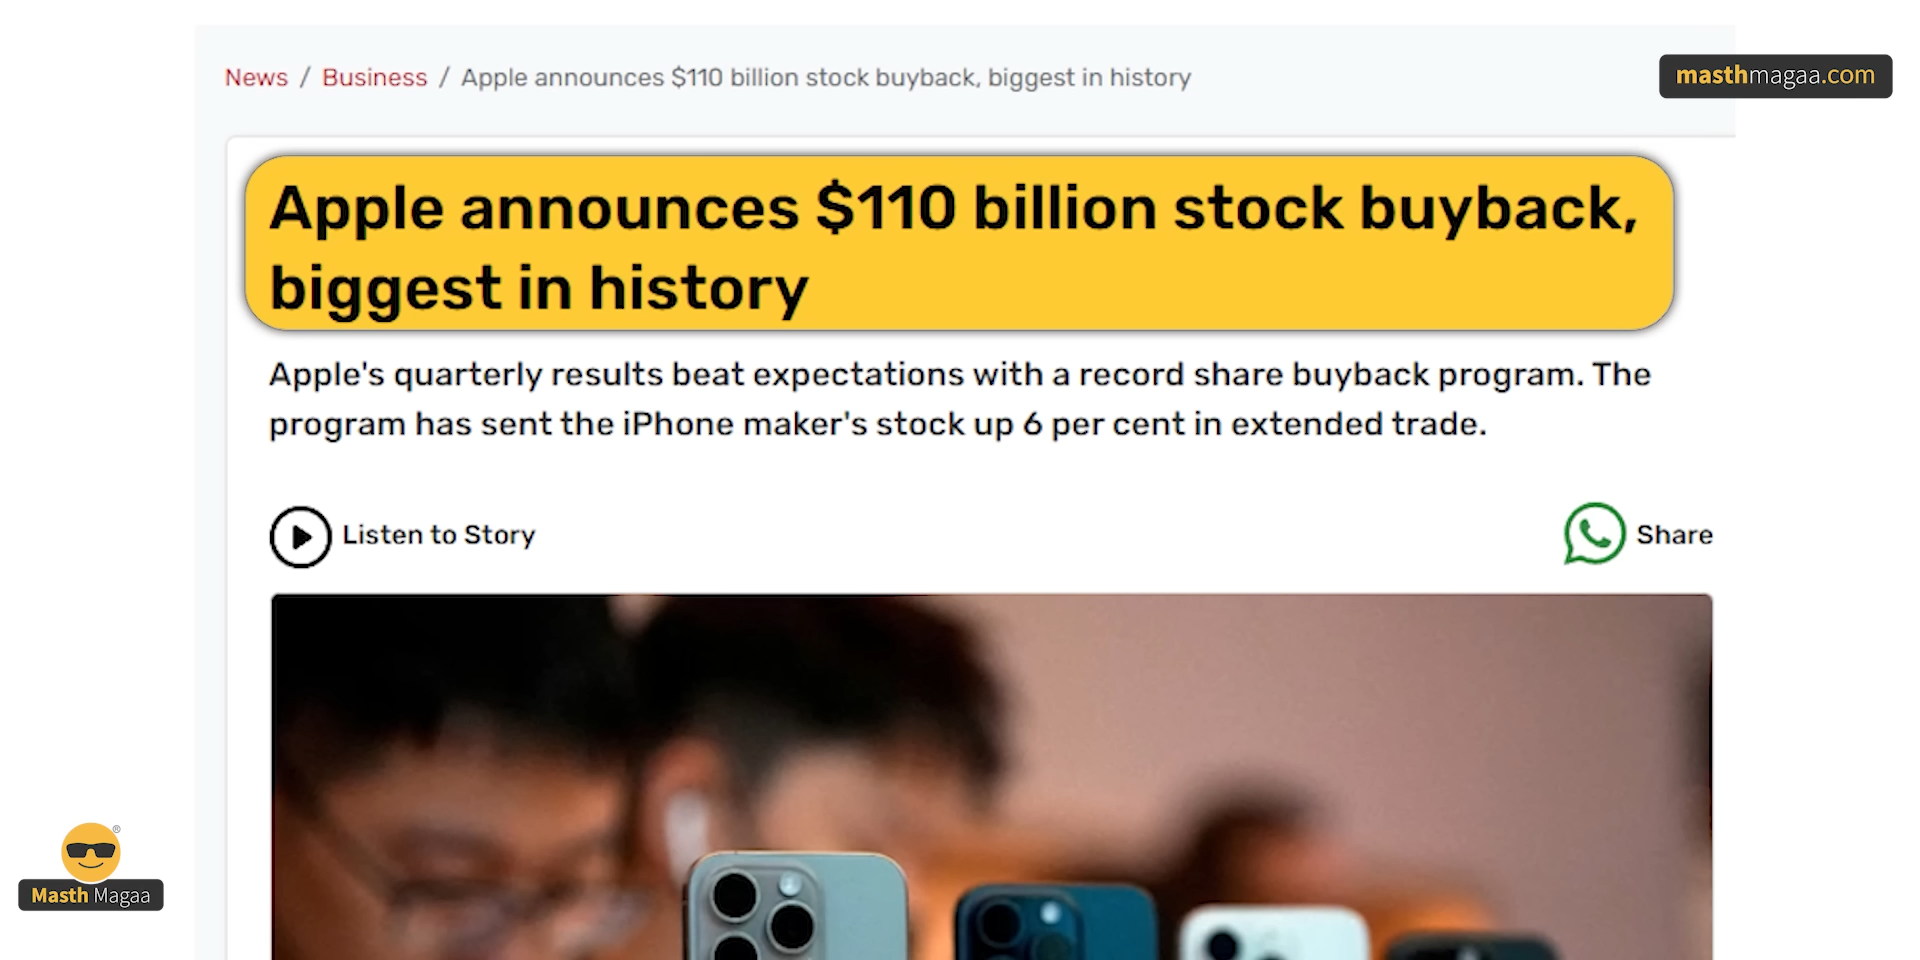 News / Business / Apple announces $110 billion stock buyback, biggest in history
masthmagaa.com
Apple announces $110 billion stock buyback,
biggest in history
Apple's quarterly results beat expectations with a record share buyback program. The
program has sent the iPhone maker's stock up 6 per cent in extended trade.
Listen to Story
Share
®
Masth Magaa